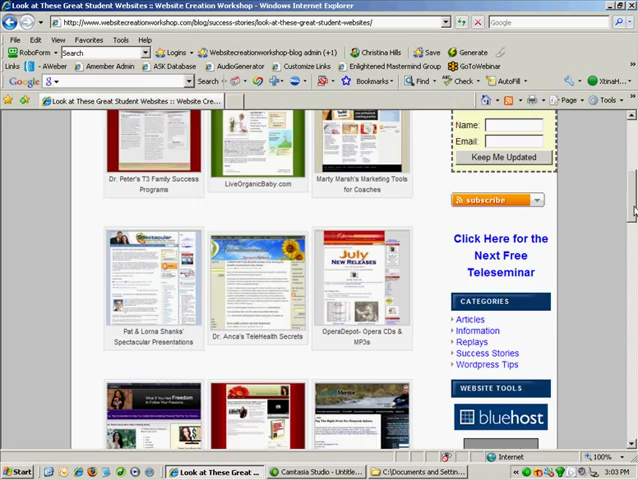 Look at These Great Student Websites :: Website Creation Workshop - Windows Internet Explorer
http://www.websitecreationworkshop.com/blog/success-stories/look-at-these-great-student-websites/
Google
File Edit View Favorites Tools Help
RoboForm Search Logins Websitecreationworkshop-blog admin (+1) Christina Hills Save Generate
Links AWeber Amember Admin ASK Database AudioGenerator Customize Links Enlightened Mastermind Group GoToWebinar
Google Search Bookmarks Find Check AutoFill XtinaH...
Look at These Great Student Websites :: Website Cre... Page Tools
Name:
Email:
Keep Me Updated
Dr. Peter's T3 Family Success Programs
LiveOrganicBaby.com
Marty Marsh's Marketing Tools for Coaches
subscribe
Click Here for the
Next Free
Teleseminar
July
NEW RELEASES
Pat & Lorna Shanks' Spectacular Presentations
Dr. Anca's TeleHealth Secrets
OperaDepot- Opera CDs & MP3s
CATEGORIES
Articles
Information
Replays
Success Stories
Wordpress Tips
WEBSITE TOOLS
bluehost
Internet 100%
Start Look at These Great ... Camtasia Studio - Untitle... C:\Documents and Settin... 3:03 PM